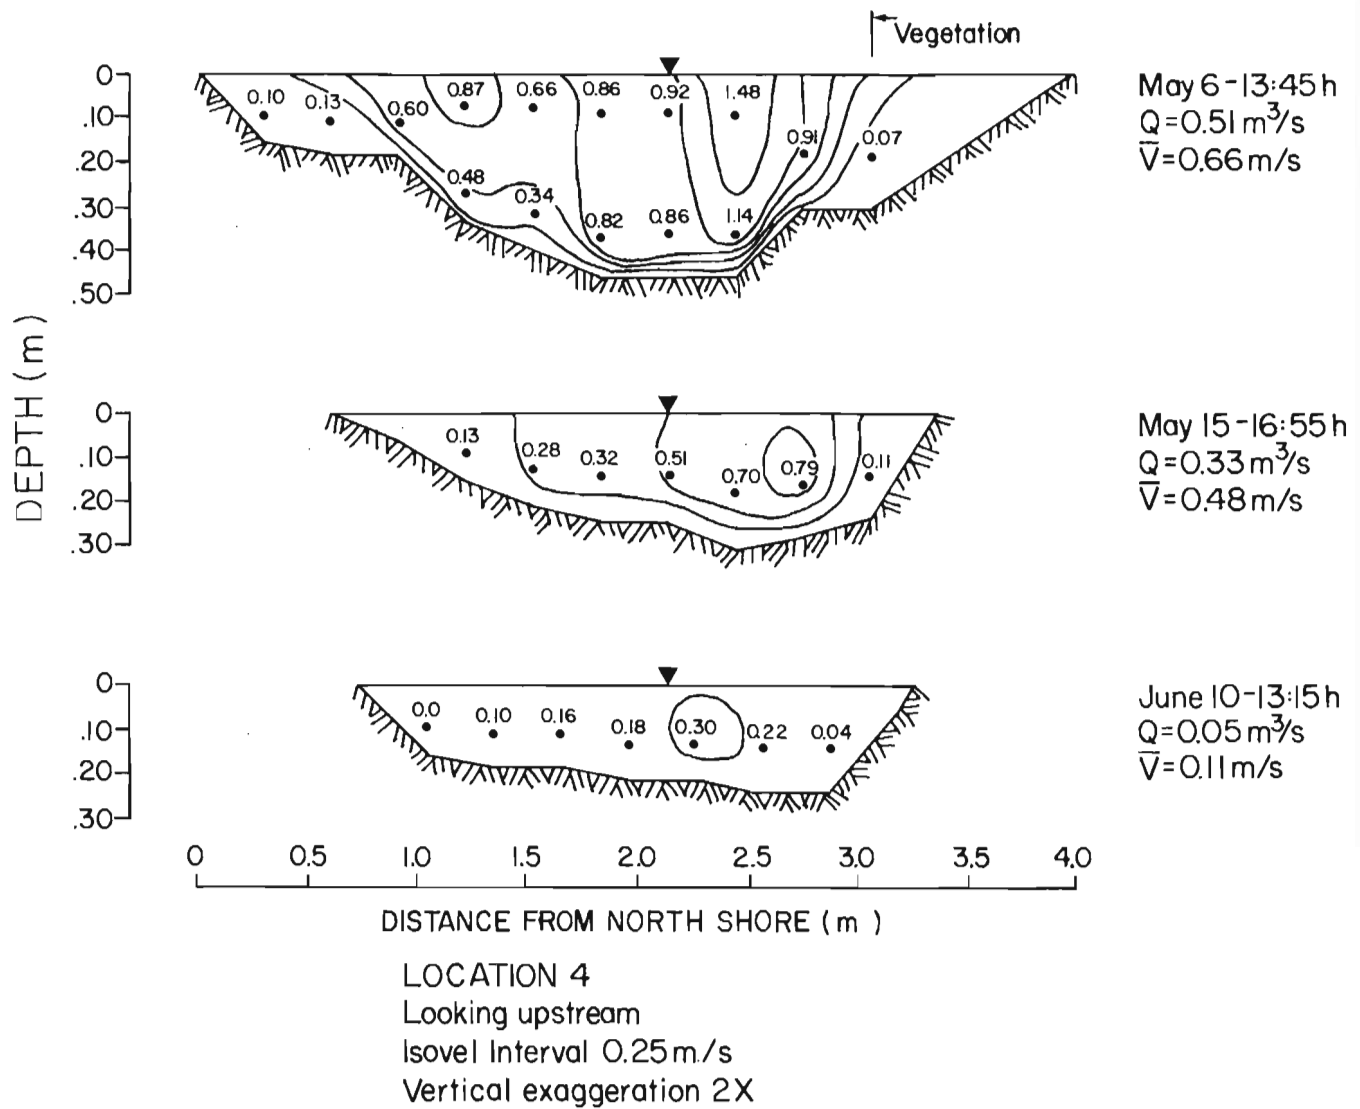 Vegetation
0
.10
.20
.30
.40
.50
0.10 0.13 0.60 0.87 0.66 0.86 0.92 1.48 0.91 0.07
0.48 0.34 0.82 0.86 1.14
May 6-13:45h
Q=0.51m³/s
V̅=0.66m/s
DEPTH (m)
0
.10
.20
.30
0.13 0.28 0.32 0.51 0.70 0.79 0.11
May 15-16:55h
Q=0.33m³/s
V̅=0.48m/s
0
.10
.20
.30
0.0 0.10 0.16 0.18 0.30 0.22 0.04
June 10-13:15h
Q=0.05m³/s
V̅=0.11m/s
0 0.5 1.0 1.5 2.0 2.5 3.0 3.5 4.0
DISTANCE FROM NORTH SHORE (m )
LOCATION 4
Looking upstream
Isovel Interval 0.25m/s
Vertical exaggeration 2X